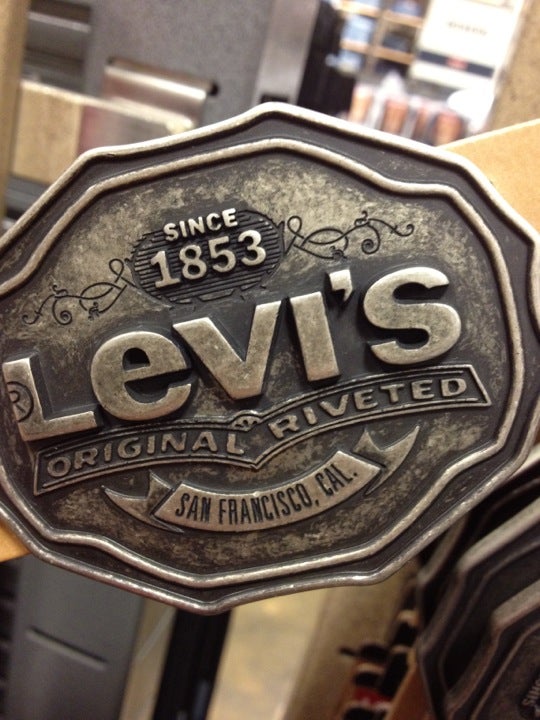 SINCE
1853
Levi's
®
ORIGINAL RIVETED
SAN FRANCISCO, CAL.